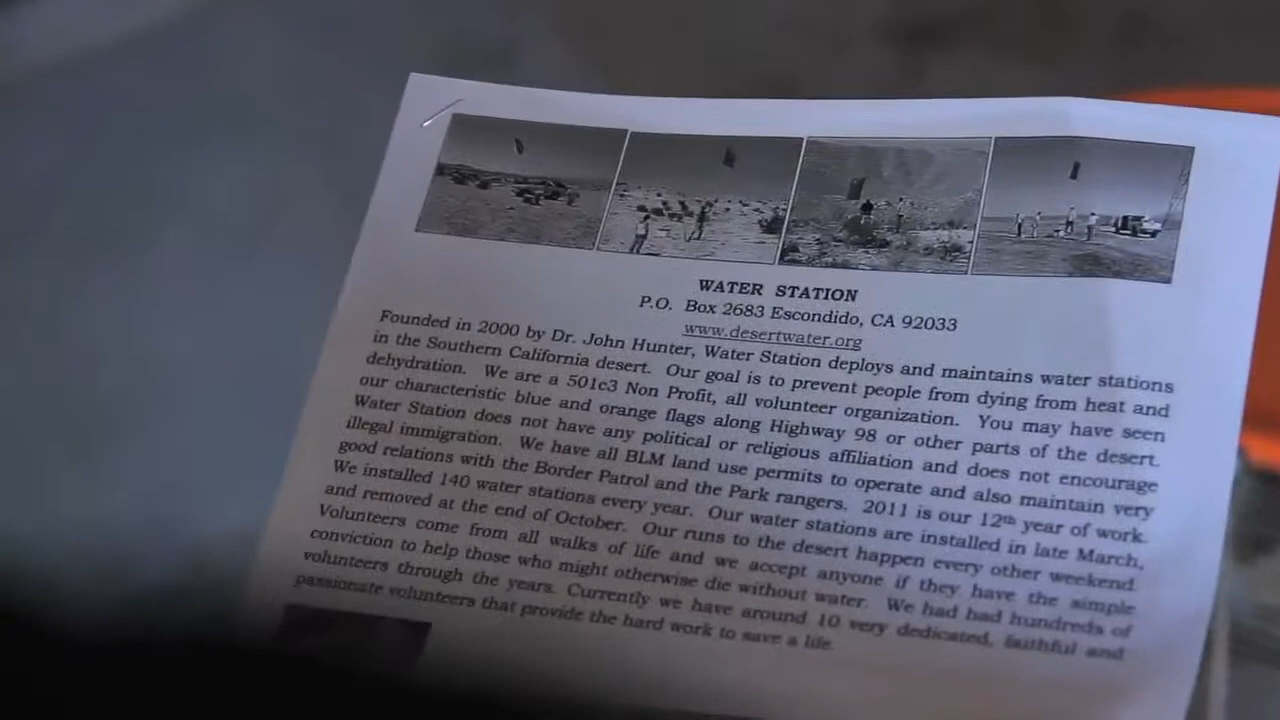 WATER STATION
P.O. Box 2683 Escondido, CA 92033
www.desertwater.org
Founded in 2000 by Dr. John Hunter, Water Station deploys and maintains water stations
in the Southern California desert. Our goal is to prevent people from dying from heat and
dehydration. We are a 501c3 Non Profit, all volunteer organization. You may have seen
our characteristic blue and orange flags along Highway 98 or other parts of the desert.
Water Station does not have any political or religious affiliation and does not encourage
illegal immigration. We have all BLM land use permits to operate and also maintain very
good relations with the Border Patrol and the Park rangers. 2011 is our 12th year of work.
We installed 140 water stations every year. Our water stations are installed in late March,
and removed at the end of October. Our runs to the desert happen every other weekend.
Volunteers come from all walks of life and we accept anyone if they have the simple
conviction to help those who might otherwise die without water. We had had hundreds of
volunteers through the years. Currently we have around 10 very dedicated, faithful and
passionate volunteers that provide the hard work to save a life.